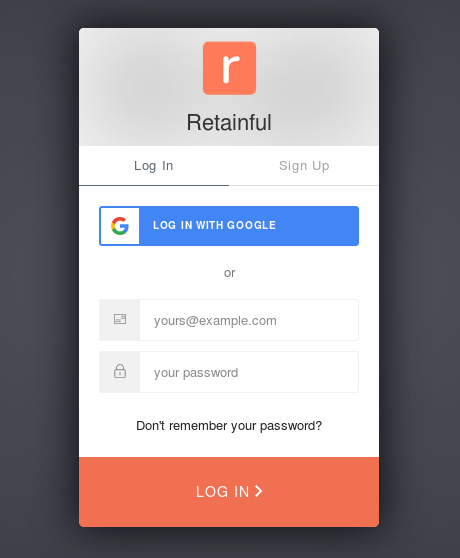 r
Retainful
Log In
Sign Up
LOG IN WITH GOOGLE
or
yours@example.com
your password
Don't remember your password?
LOG IN